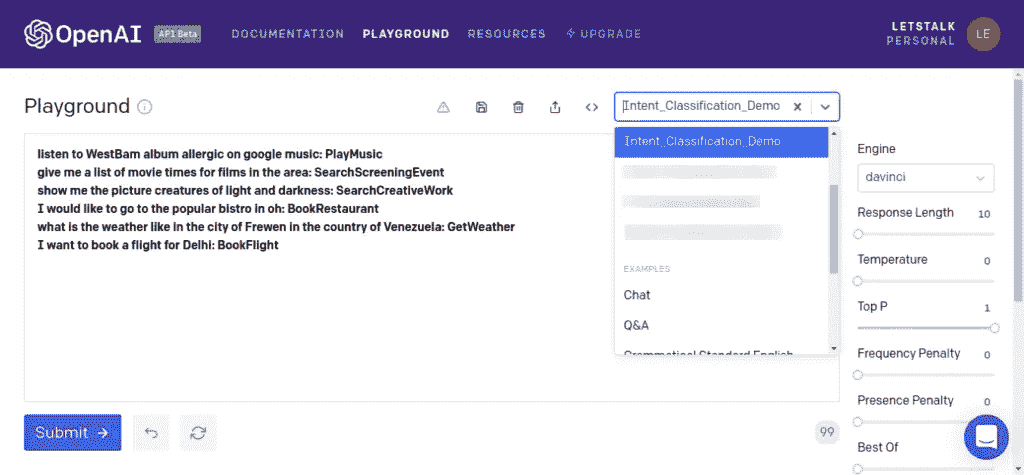 OpenAI API Beta DOCUMENTATION PLAYGROUND RESOURCES UPGRADE LETSTALK PERSONAL LE
Playground
Intent_Classification_Demo
Intent_Classification_Demo
EXAMPLES
Chat
Q&A
Grammatical Standard English
listen to WestBam album allergic on google music: PlayMusic
give me a list of movie times for films in the area: SearchScreeningEvent
show me the picture creatures of light and darkness: SearchCreativeWork
I would like to go to the popular bistro in oh: BookRestaurant
what is the weather like in the city of Frewen in the country of Venezuela: GetWeather
I want to book a flight for Delhi: BookFlight
Engine
davinci
Response Length 10
Temperature 0
Top P 1
Frequency Penalty 0
Presence Penalty 0
Best Of
Submit
99